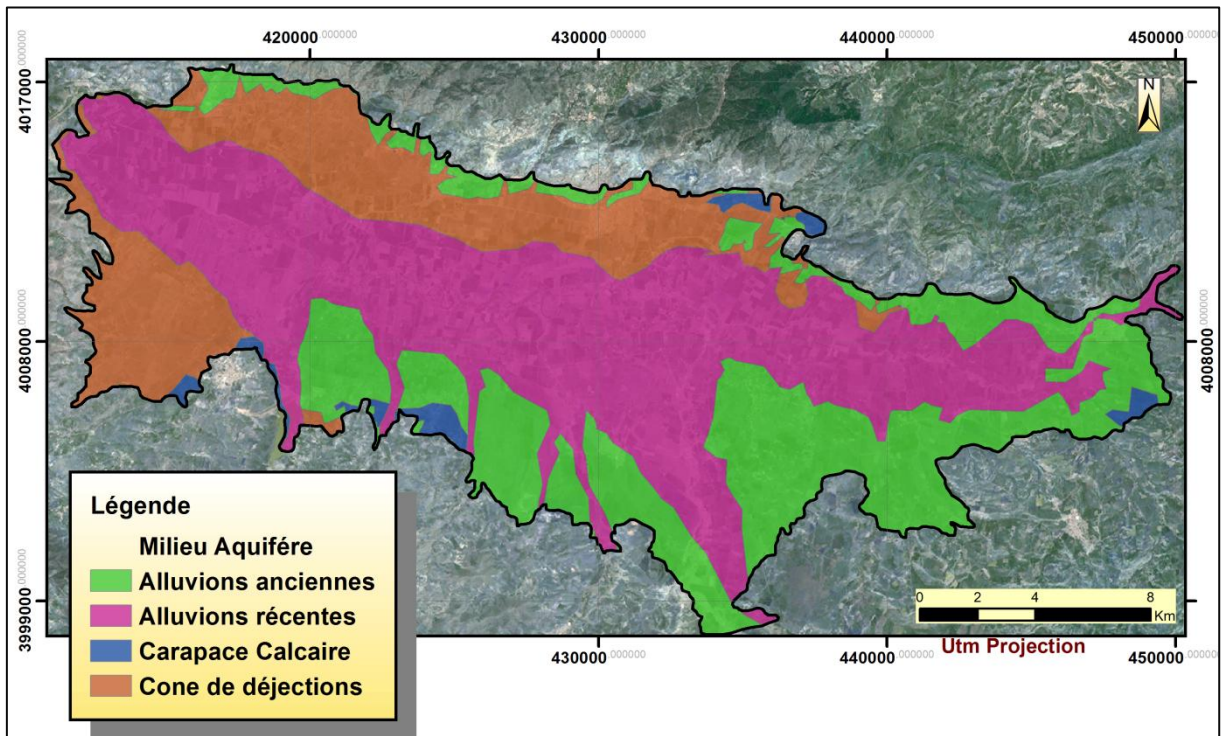 420000.000000 430000.000000 440000.000000 450000.000000
4017000.000000
4017000
N
4008000.000000
4008000.000000
3999000.000000
Légende
Milieu Aquifére
Alluvions anciennes
Alluvions récentes
Carapace Calcaire
Cone de déjections
0 2 4 8
Km
Utm Projection
430000.000000 440000.000000 450000.000000